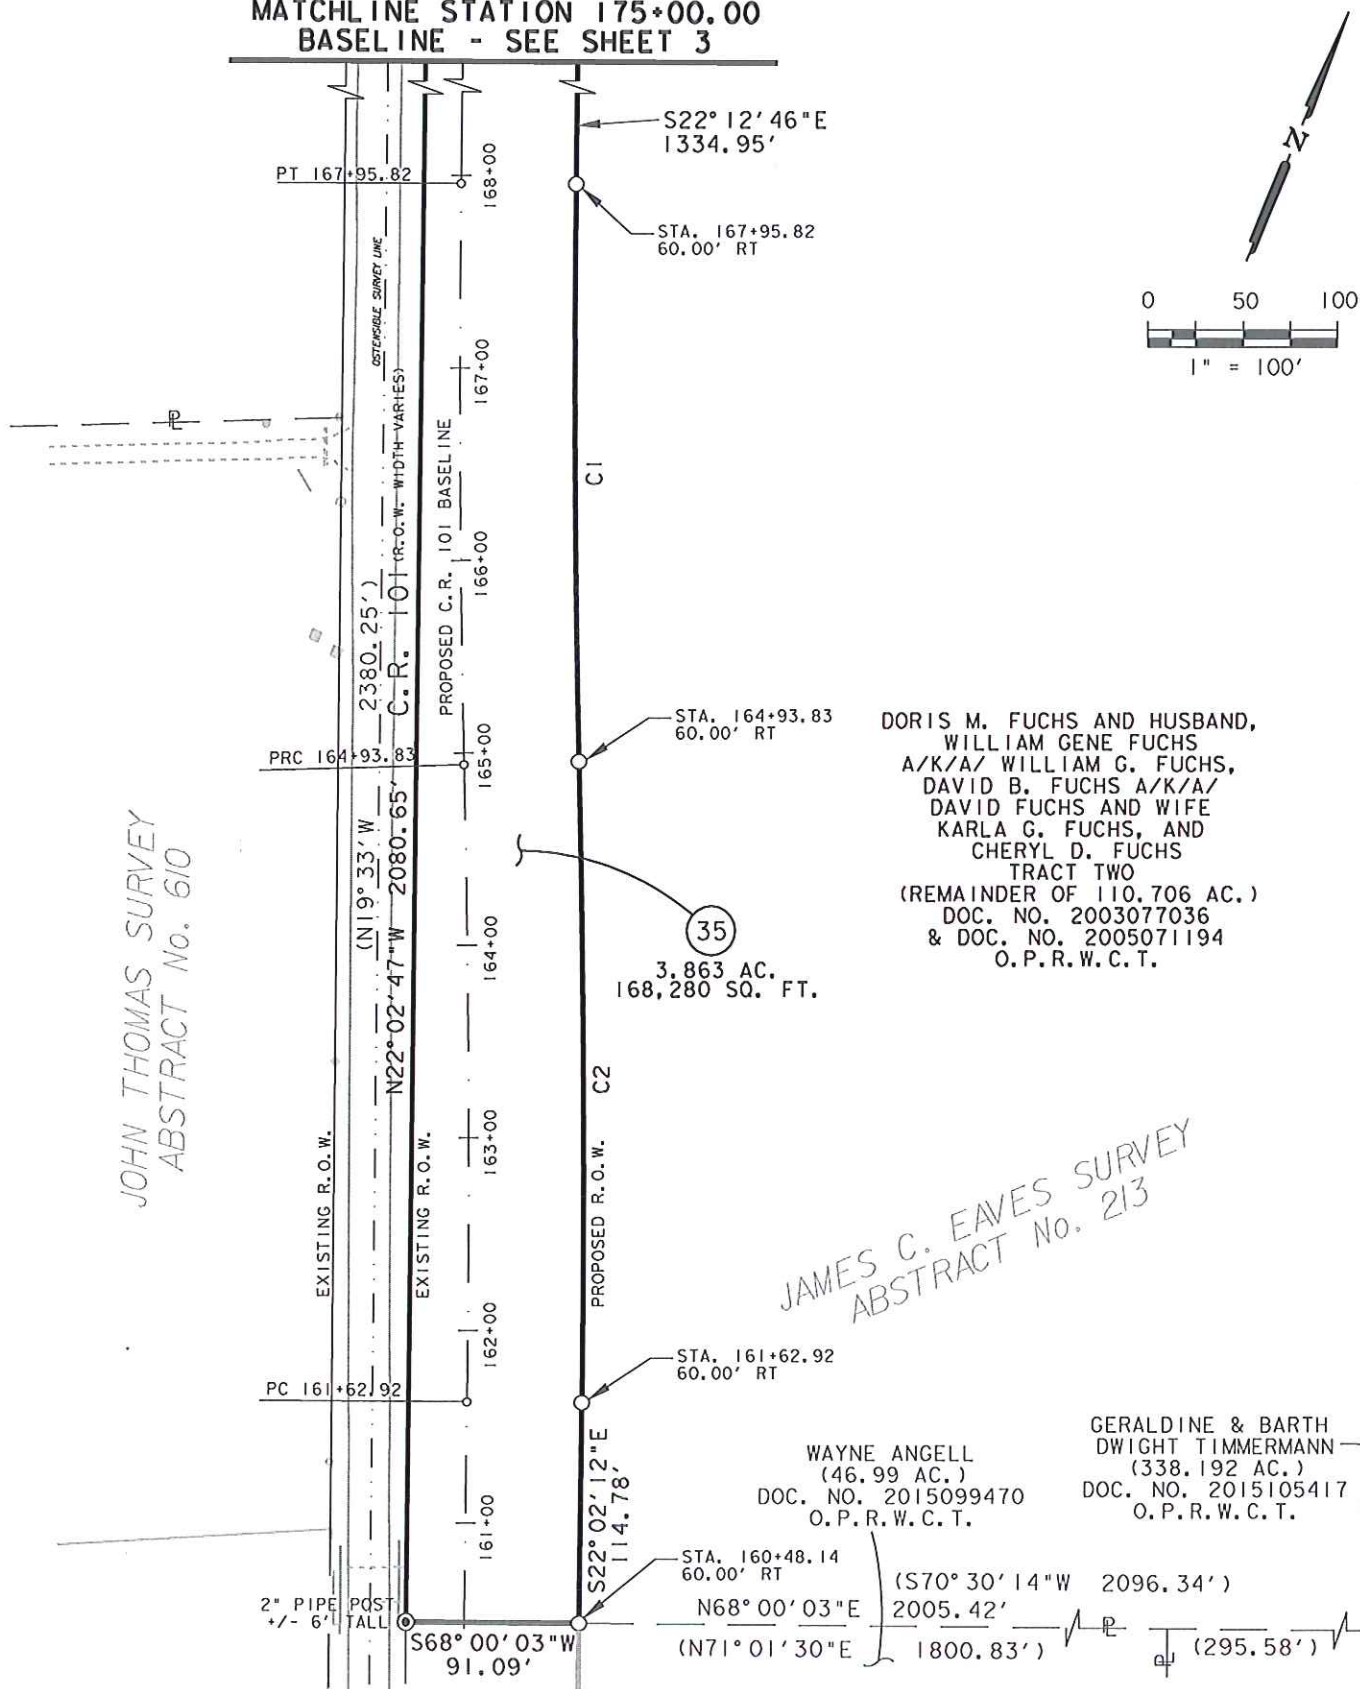 MATCHLINE STATION 175+00.00
BASELINE - SEE SHEET 3
S22°12'46"E
1334.95'
N
PT 167+95.82
168+00
STA. 167+95.82
60.00' RT
0 50 100
1" = 100'
OSTENSIBLE SURVEY LINE
167+00
PL
C.R. 101 (R.O.W. WIDTH VARIES)
PROPOSED C.R. 101 BASELINE
C1
166+00
(N19°33'W 2380.25')
N22°02'47"W 2080.65'
STA. 164+93.83
60.00' RT
PRC 164+93.83
165+00
DORIS M. FUCHS AND HUSBAND,
WILLIAM GENE FUCHS
A/K/A/ WILLIAM G. FUCHS,
DAVID B. FUCHS A/K/A/
DAVID FUCHS AND WIFE
KARLA G. FUCHS, AND
CHERYL D. FUCHS
TRACT TWO
(REMAINDER OF 110.706 AC.)
DOC. NO. 2003077036
& DOC. NO. 2005071194
O.P.R.W.C.T.
JOHN THOMAS SURVEY
ABSTRACT No. 610
35
3.863 AC.
168,280 SQ. FT.
164+00
C2
163+00
EXISTING R.O.W.
EXISTING R.O.W.
PROPOSED R.O.W.
JAMES C. EAVES SURVEY
ABSTRACT No. 213
162+00
STA. 161+62.92
60.00' RT
PC 161+62.92
S22°02'12"E
114.78'
161+00
WAYNE ANGELL
(46.99 AC.)
DOC. NO. 2015099470
O.P.R.W.C.T.
GERALDINE & BARTH
DWIGHT TIMMERMANN
(338.192 AC.)
DOC. NO. 2015105417
O.P.R.W.C.T.
STA. 160+48.14
60.00' RT
2" PIPE POST
+/- 6' TALL
S68°00'03"W
91.09'
(S70°30'14"W 2096.34')
N68°00'03"E 2005.42'
(N71°01'30"E 1800.83')
PL
PL
(295.58')